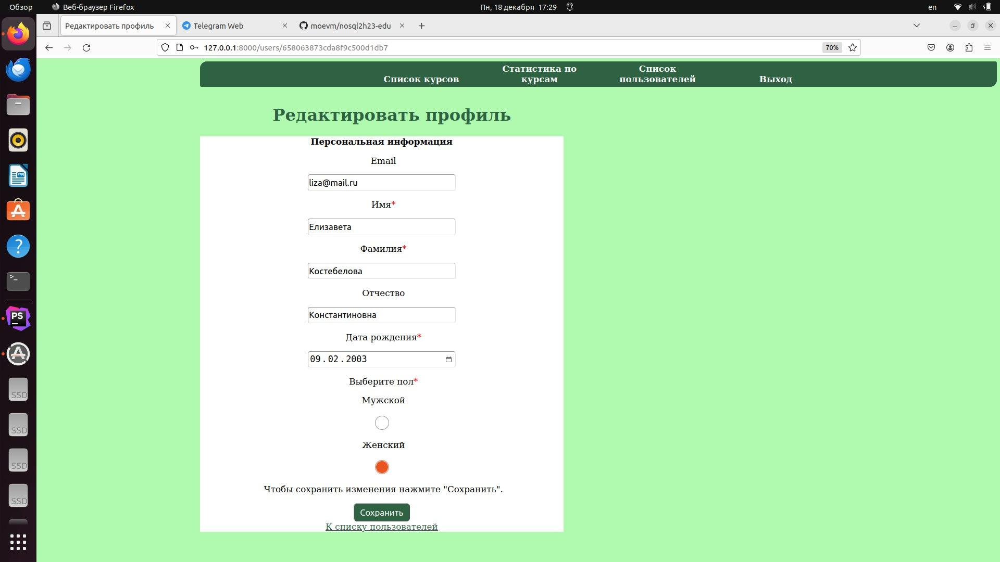 Обзор
Веб-браузер Firefox
Пн, 18 декабря 17:29
en
Редактировать профиль
Telegram Web
moevm/nosql2h23-edu
127.0.0.1:8000/users/658063873cda8f9c500d1db7
70%
Список курсов
Статистика по
курсам
Список
пользователей
Выход
Редактировать профиль
Персональная информация
Email
liza@mail.ru
Имя*
Елизавета
Фамилия*
Костебелова
Отчество
Константиновна
Дата рождения*
09.02.2003
Выберите пол*
Мужской
Женский
Чтобы сохранить изменения нажмите "Сохранить".
Сохранить
К списку пользователей
>_
PS
SSD
SSD
SSD
SSD